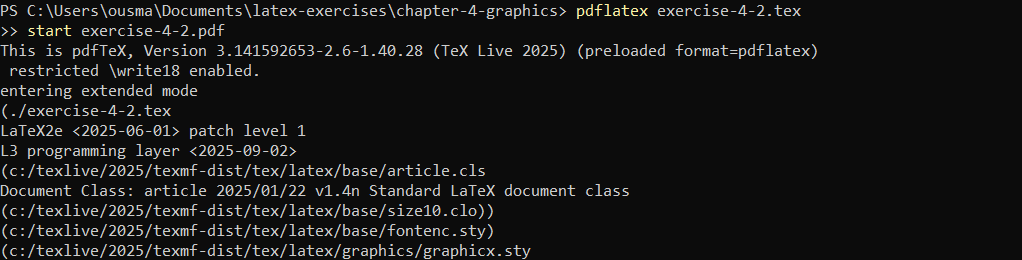 PS C:\Users\ousma\Documents\latex-exercises\chapter-4-graphics> pdflatex exercise-4-2.tex
>> start exercise-4-2.pdf
This is pdfTeX, Version 3.141592653-2.6-1.40.28 (TeX Live 2025) (preloaded format=pdflatex)
 restricted \write18 enabled.
entering extended mode
(./exercise-4-2.tex
LaTeX2e <2025-06-01> patch level 1
L3 programming layer <2025-09-02>
(c:/texlive/2025/texmf-dist/tex/latex/base/article.cls
Document Class: article 2025/01/22 v1.4n Standard LaTeX document class
(c:/texlive/2025/texmf-dist/tex/latex/base/size10.clo))
(c:/texlive/2025/texmf-dist/tex/latex/base/fontenc.sty)
(c:/texlive/2025/texmf-dist/tex/latex/graphics/graphicx.sty